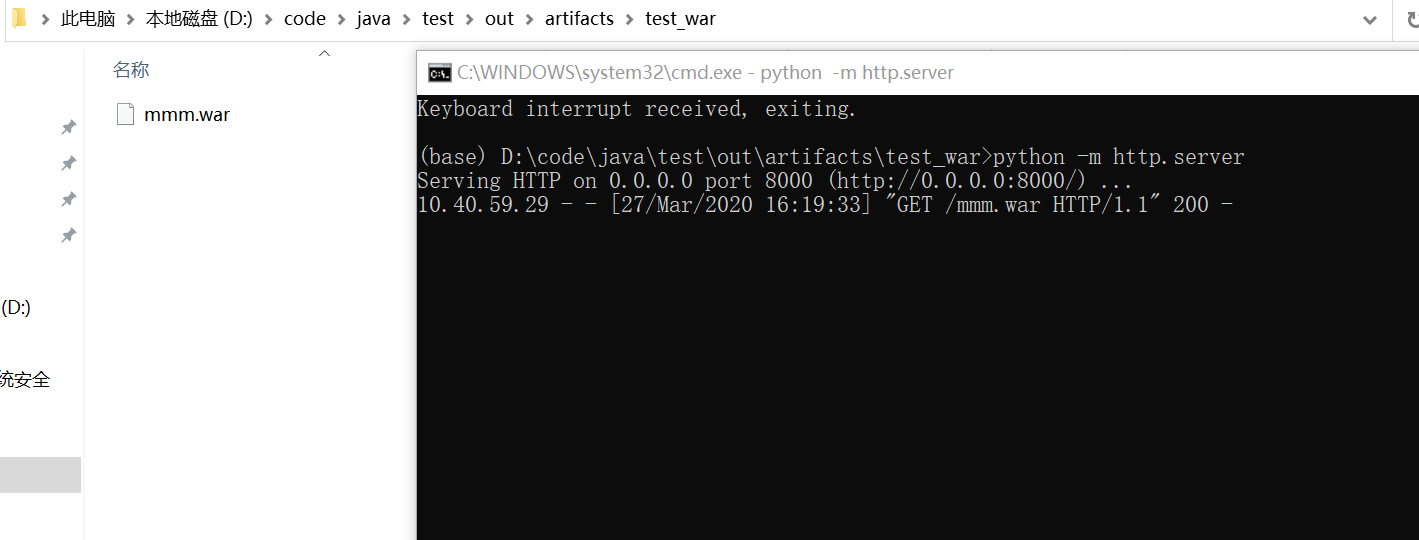 此电脑 本地磁盘 (D:) code java test out artifacts test_war
名称
mmm.war
(D:)
统安全
C:\WINDOWS\system32\cmd.exe - python  -m http.server
Keyboard interrupt received, exiting.
(base) D:\code\java\test\out\artifacts\test_war>python -m http.server
Serving HTTP on 0.0.0.0 port 8000 (http://0.0.0.0:8000/) ...
10.40.59.29 - - [27/Mar/2020 16:19:33] "GET /mmm.war HTTP/1.1" 200 -